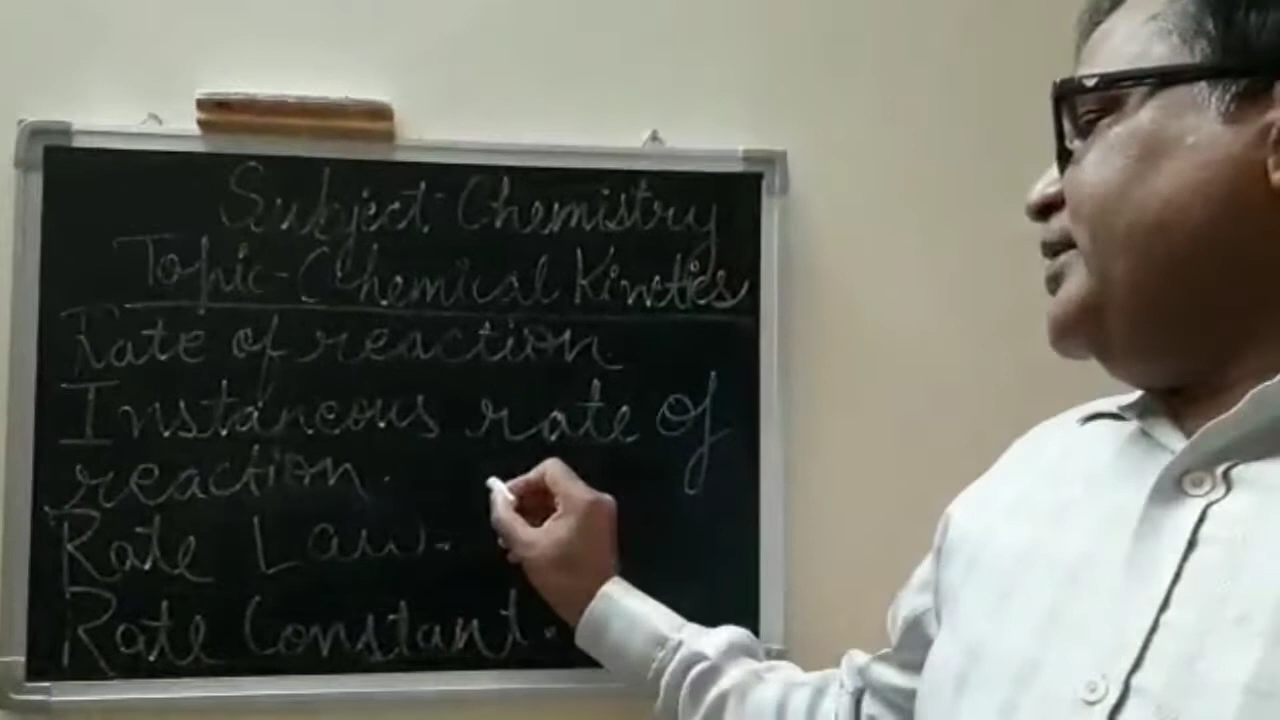 Subject- Chemistry
Topic- Chemical Kinetics
Rate of reaction.
Instaneous rate of
reaction.
Rate Law.
Rate Constant.